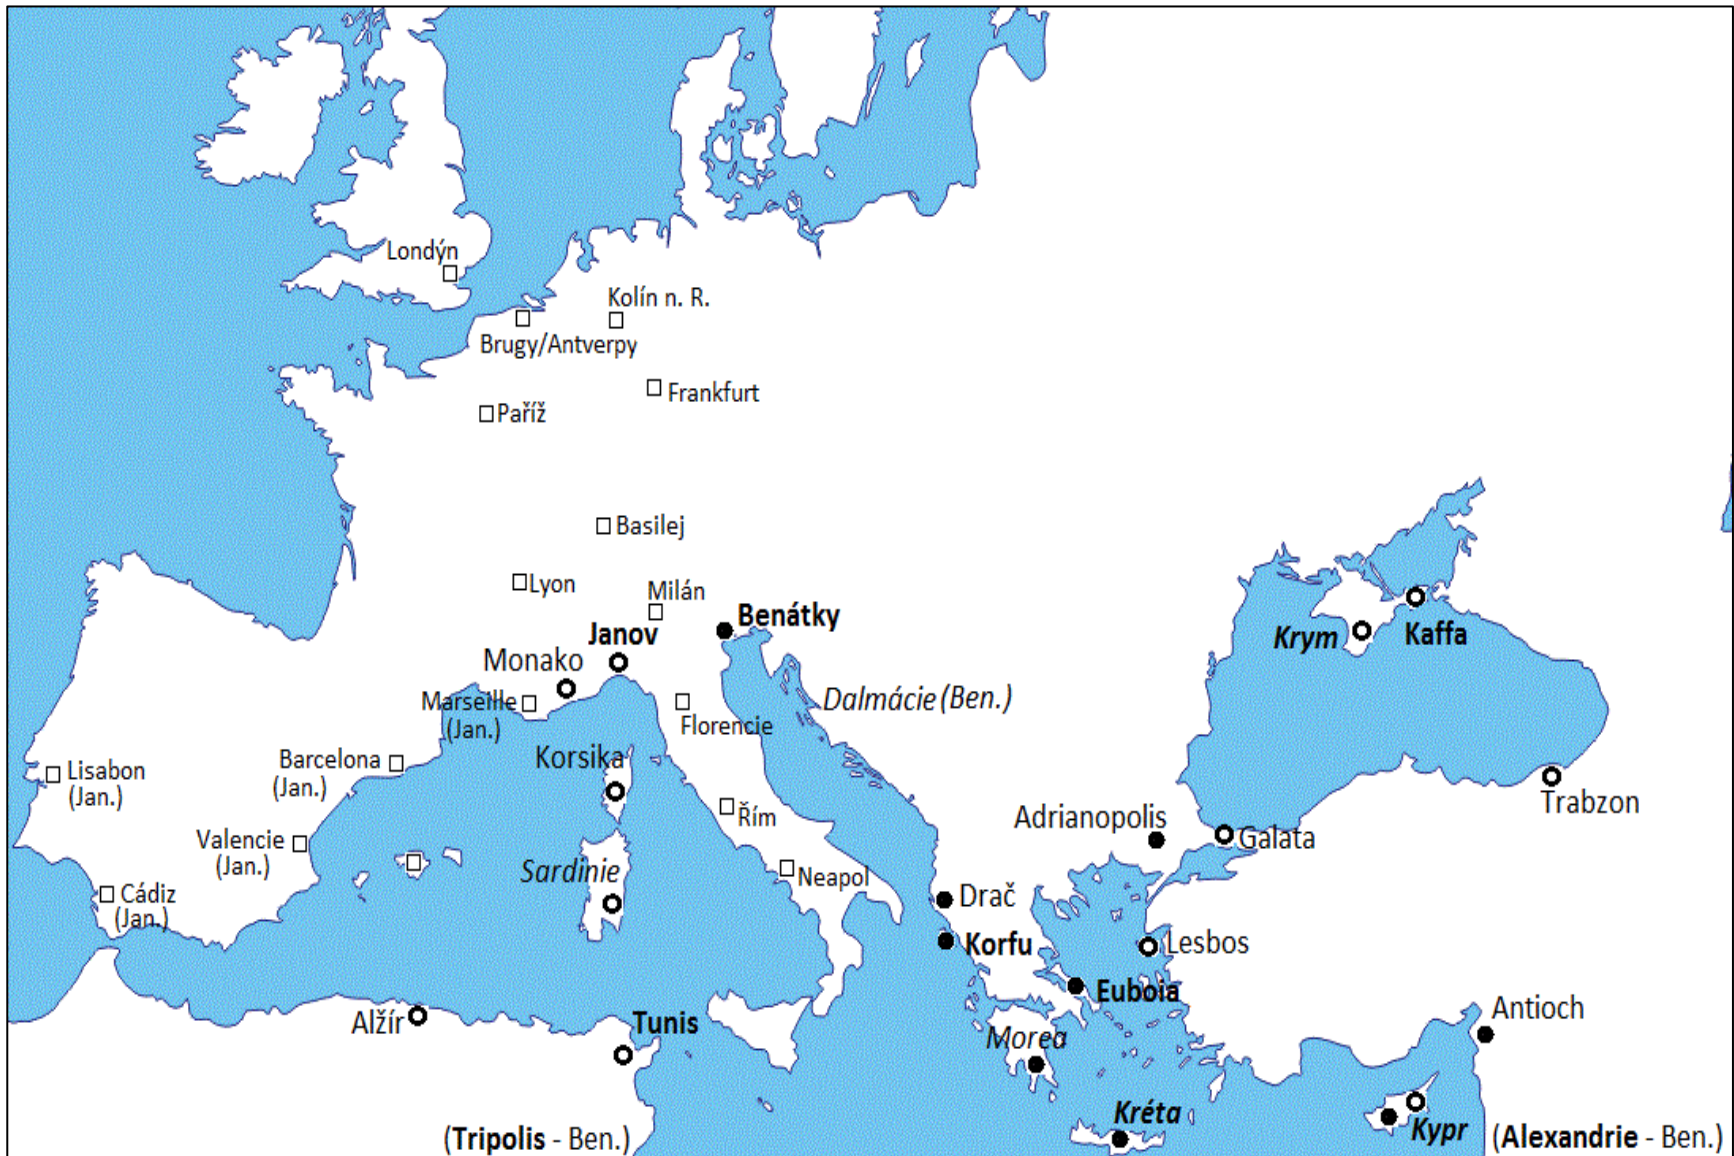 Londýn
Kolín n. R.
Brugy/Antverpy
Frankfurt
Paříž
Basilej
Lyon
Milán
Benátky
Janov
Krym
Kaffa
Monako
Marseille
(Jan.)
Florencie
Dalmácie (Ben.)
Korsika
Barcelona
(Jan.)
Lisabon
(Jan.)
Trabzon
Řím
Adrianopolis
Galata
Valencie
(Jan.)
Sardinie
Neapol
Cádiz
(Jan.)
Drač
Korfu
Lesbos
Euboia
Antioch
Alžír
Tunis
Morea
Kréta
Kypr
(Tripolis - Ben.)
(Alexandrie - Ben.)